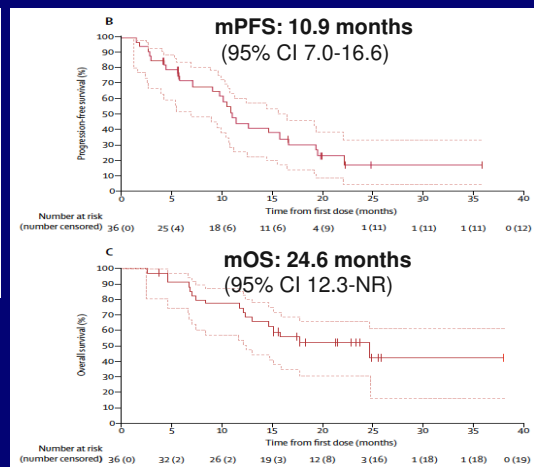 B
mPFS: 10.9 months
(95% CI 7.0-16.6)
Progression-free survival (%)
100
90
80
70
60
50
40
30
20
10
0
0 5 10 15 20 25 30 35 40
Time from first dose (months)
Number at risk
(number censored)
36 (0) 25 (4) 18 (6) 11 (6) 4 (9) 1 (11) 1 (11) 1 (11) 0 (12)
C
mOS: 24.6 months
(95% CI 12.3-NR)
Overall survival (%)
100
90
80
70
60
50
40
30
20
10
0
0 5 10 15 20 25 30 35 40
Time from first dose (months)
Number at risk
(number censored)
36 (0) 32 (2) 26 (2) 19 (3) 12 (8) 3 (16) 1 (18) 1 (18) 0 (19)